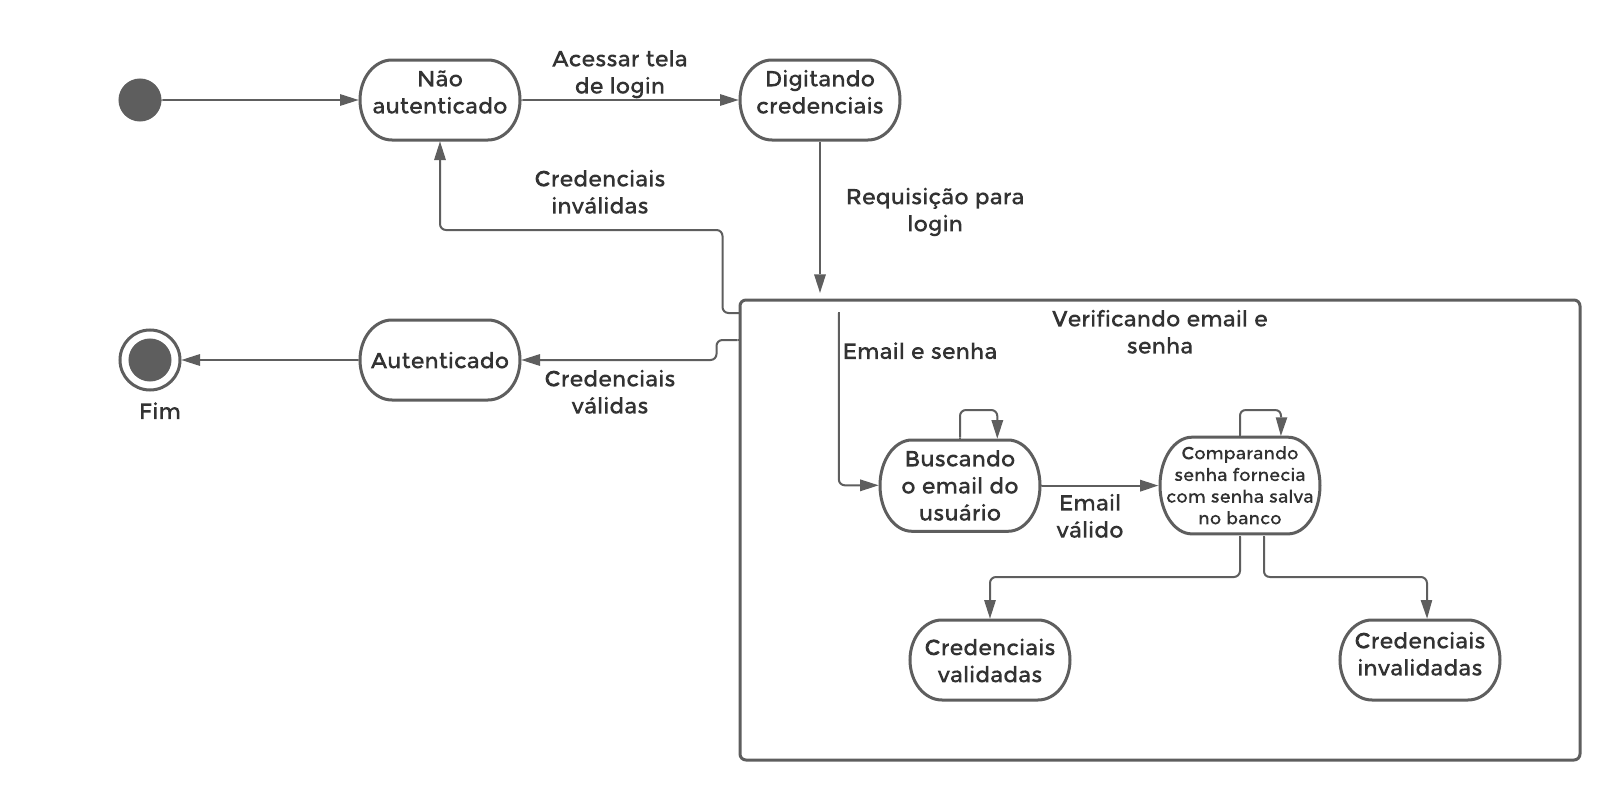 Não
autenticado
Acessar tela
de login
Digitando
credenciais
Credenciais
inválidas
Requisição para
login
Verificando email e
senha
Email e senha
Autenticado
Credenciais
válidas
Fim
Buscando
o email do
usuário
Email
válido
Comparando
senha fornecia
com senha salva
no banco
Credenciais
validadas
Credenciais
invalidadas